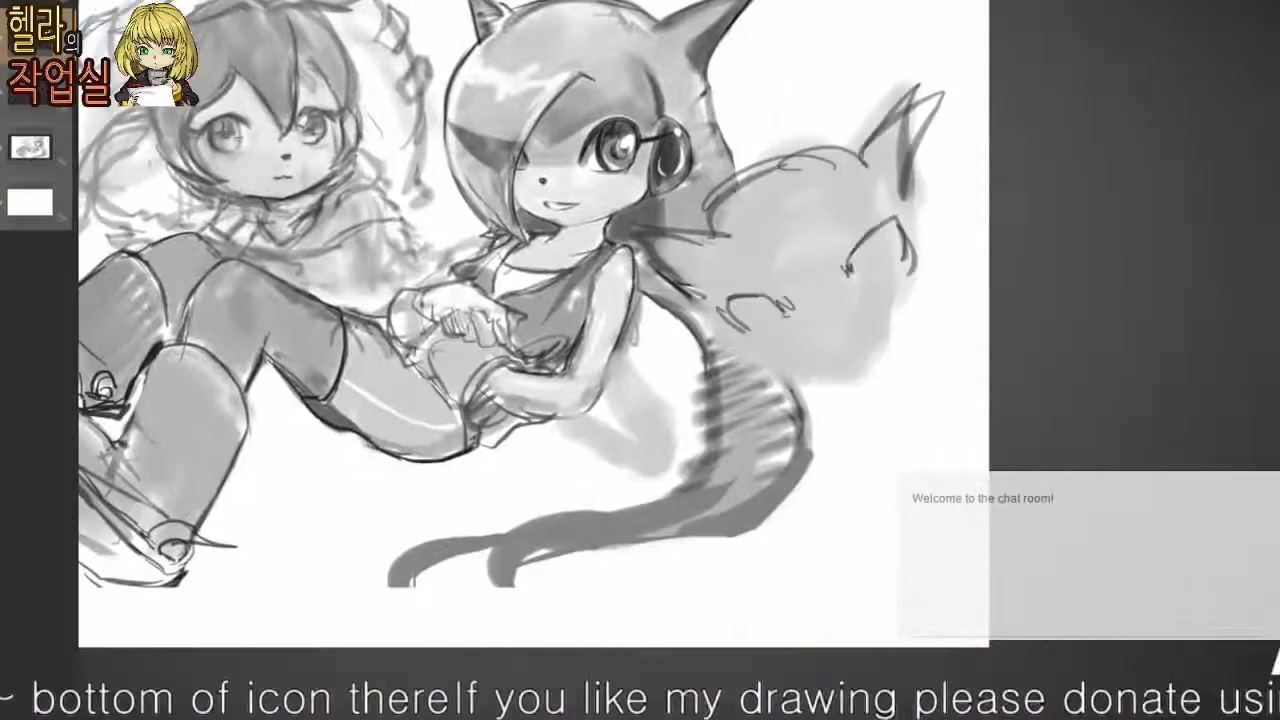 헬라의
작업실
Welcome to the chat room!
~ bottom of icon thereIf you like my drawing please donate usi